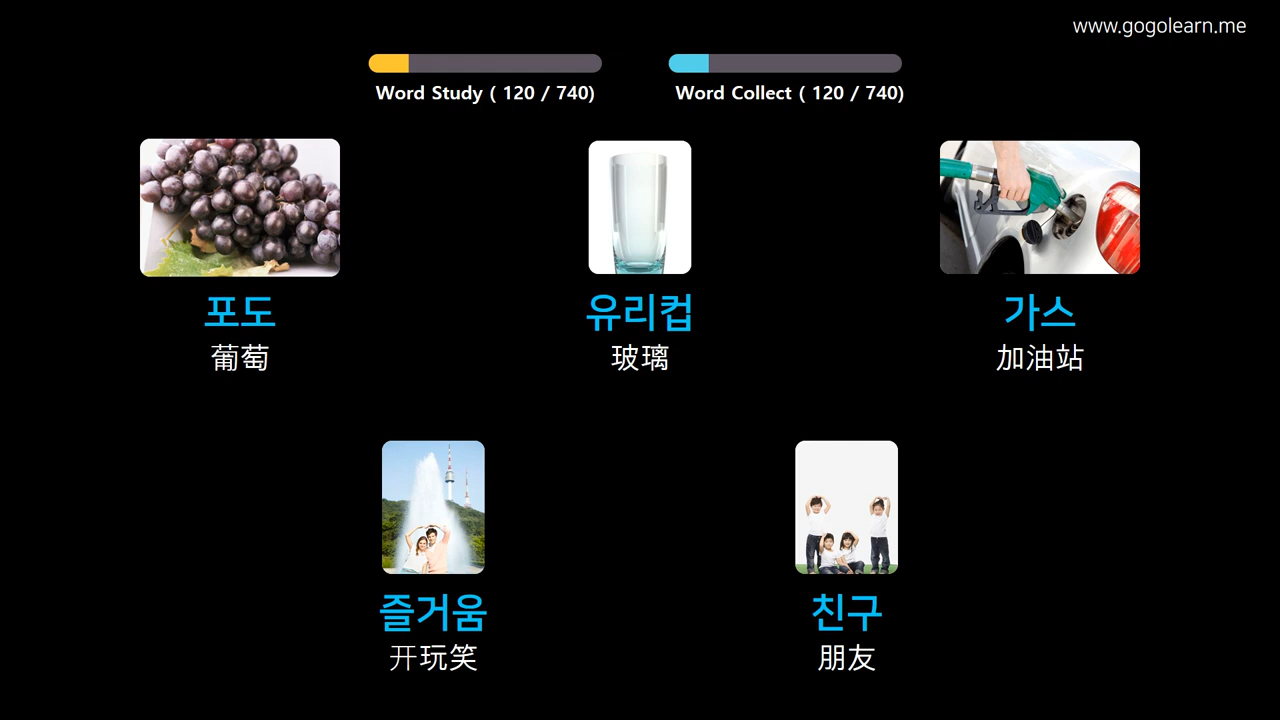 www.gogolearn.me
Word Study ( 120 / 740)
Word Collect ( 120 / 740)
포도
葡萄
유리컵
玻璃
가스
加油站
즐거움
开玩笑
친구
朋友